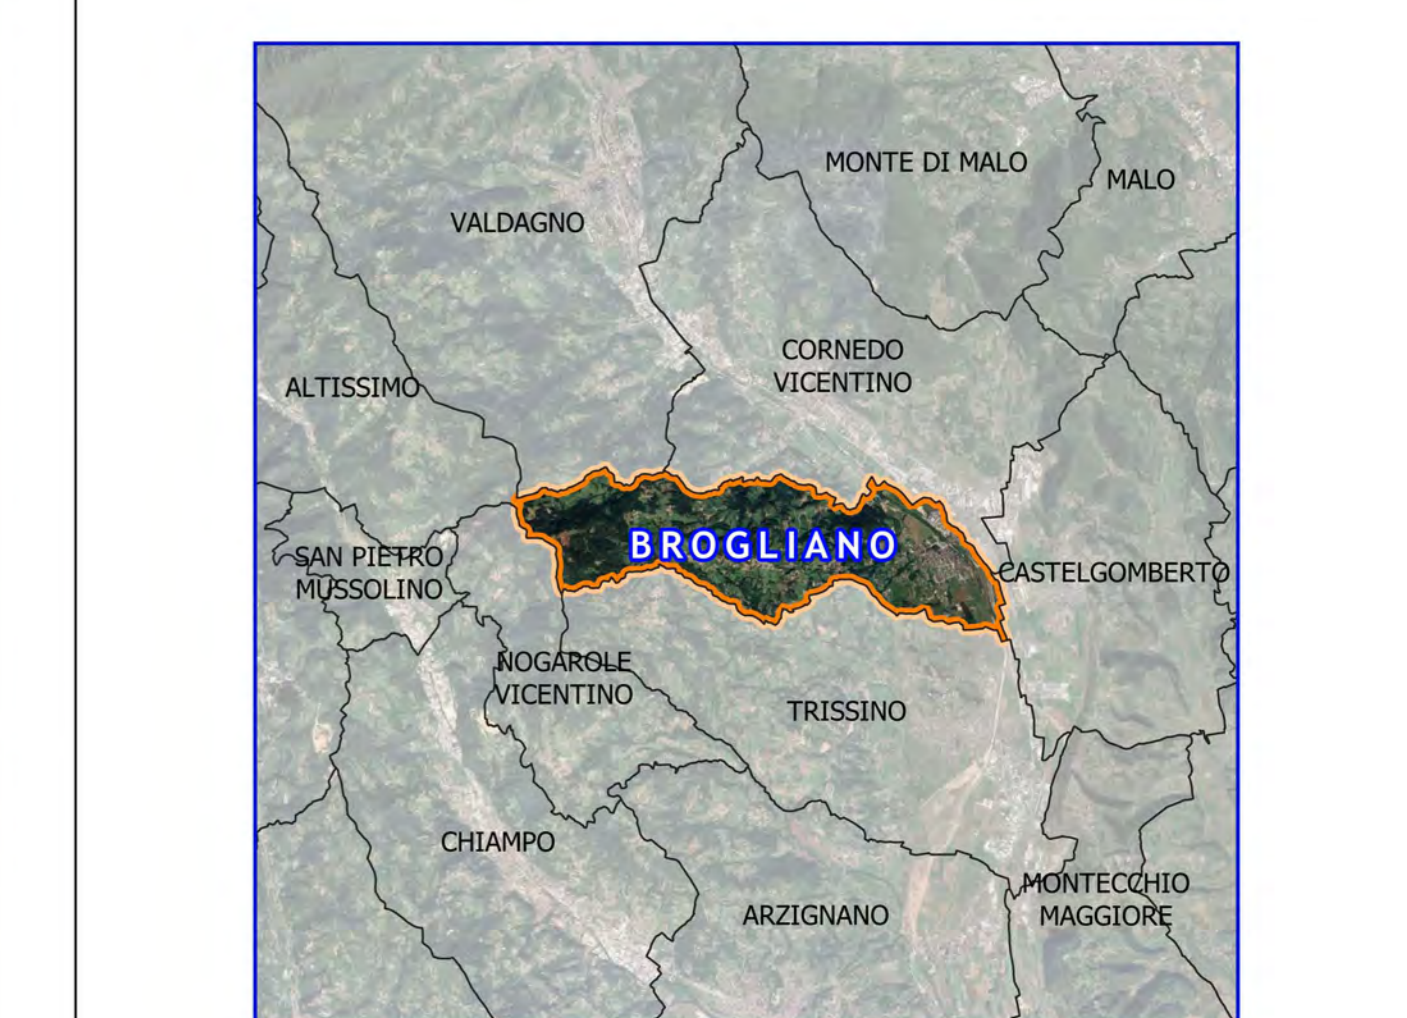 MONTE DI MALO
MALO
VALDAGNO
CORNEDO
VICENTINO
ALTISSIMO
BROGLIANO
SAN PIETRO
MUSSOLINO
CASTELGOMBERTO
NOGAROLE
VICENTINO
TRISSINO
CHIAMPO
MONTECCHIO
MAGGIORE
ARZIGNANO